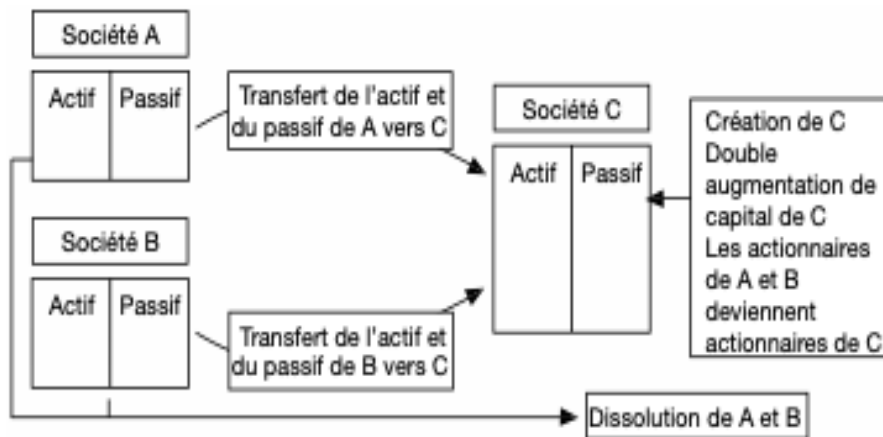 Société A
Actif Passif
Transfert de l'actif et
du passif de A vers C
Société B
Actif Passif
Transfert de l'actif et
du passif de B vers C
Société C
Actif Passif
Création de C
Double
augmentation de
capital de C
Les actionnaires
de A et B
deviennent
actionnaires de C
Dissolution de A et B